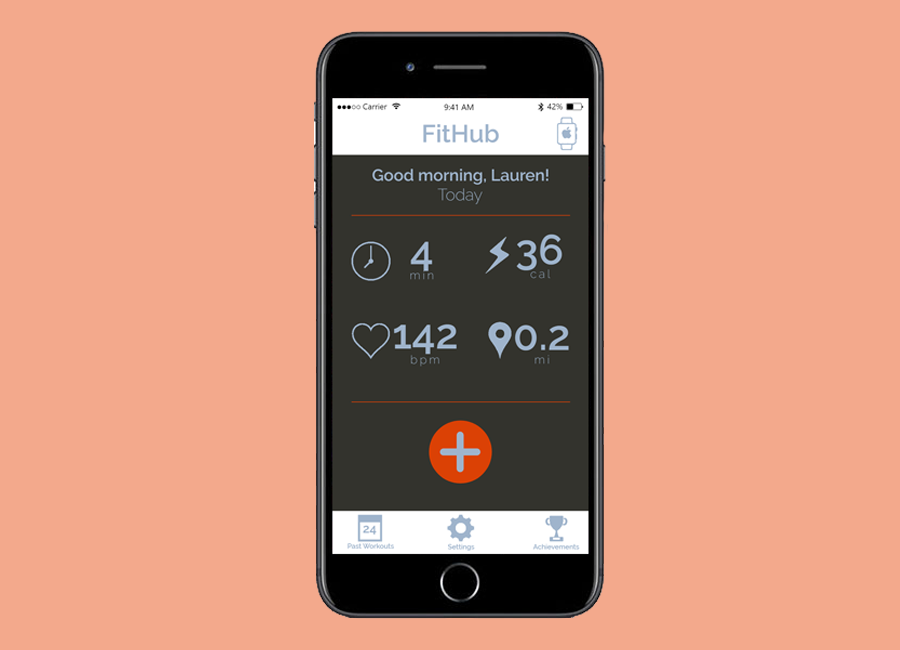 Carrier 9:41 AM 42%
FitHub
Good morning, Lauren!
Today
4 36
min cal
142 0.2
bpm mi
24
Past Workouts Settings Achievements